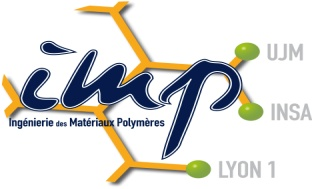 UJM
imp
INSA
Ingénierie des Matériaux Polymères
LYON 1